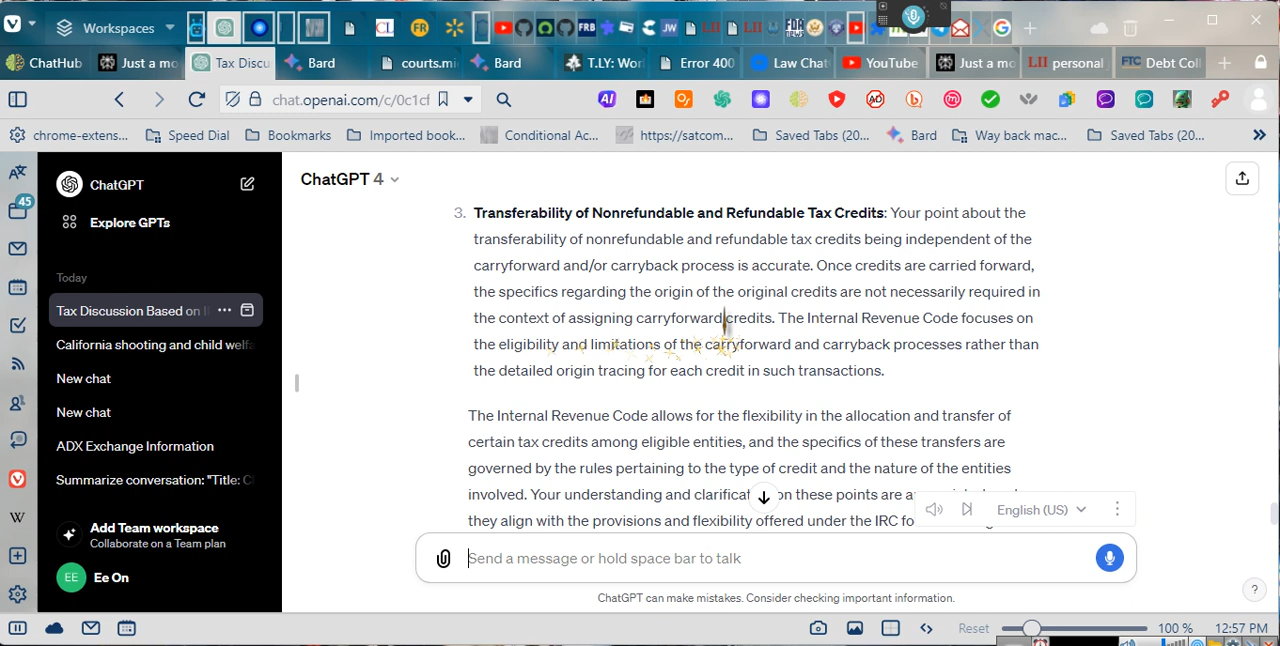 Workspaces
CL
FR
FRB
JW
LII
LII
ChatHub
Just a mo
Tax Discu
Bard
courts.mi
Bard
T.LY: Wor
Error 400
Law Chat
YouTube
Just a mo
LII personal
FTC Debt Coll
chat.openai.com/c/0c1cf
chrome-extens...
Speed Dial
Bookmarks
Imported book...
Conditional Ac...
https://satcom...
Saved Tabs (20...
Bard
Way back mac...
Saved Tabs (20...
45
ChatGPT
Explore GPTs
Today
Tax Discussion Based on I
California shooting and child welfa
New chat
New chat
ADX Exchange Information
Summarize conversation: "Title: C
Add Team workspace
Collaborate on a Team plan
EE
Ee On
ChatGPT 4
3. Transferability of Nonrefundable and Refundable Tax Credits: Your point about the
transferability of nonrefundable and refundable tax credits being independent of the
carryforward and/or carryback process is accurate. Once credits are carried forward,
the specifics regarding the origin of the original credits are not necessarily required in
the context of assigning carryforward credits. The Internal Revenue Code focuses on
the eligibility and limitations of the carryforward and carryback processes rather than
the detailed origin tracing for each credit in such transactions.
The Internal Revenue Code allows for the flexibility in the allocation and transfer of
certain tax credits among eligible entities, and the specifics of these transfers are
governed by the rules pertaining to the type of credit and the nature of the entities
involved. Your understanding and clarificat on these points are
they align with the provisions and flexibility offered under the IRC fo
English (US)
Send a message or hold space bar to talk
ChatGPT can make mistakes. Consider checking important information.
?
Reset
100 %
12:57 PM